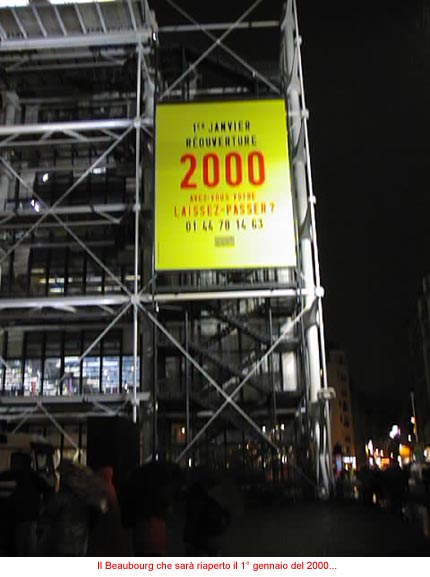 1ER JANVIER
RÉOUVERTURE
2000
AVEZ-VOUS VOTRE
LAISSEZ-PASSER?
01 44 78 14 63
Il Beaubourg che sarà riaperto il 1° gennaio del 2000...